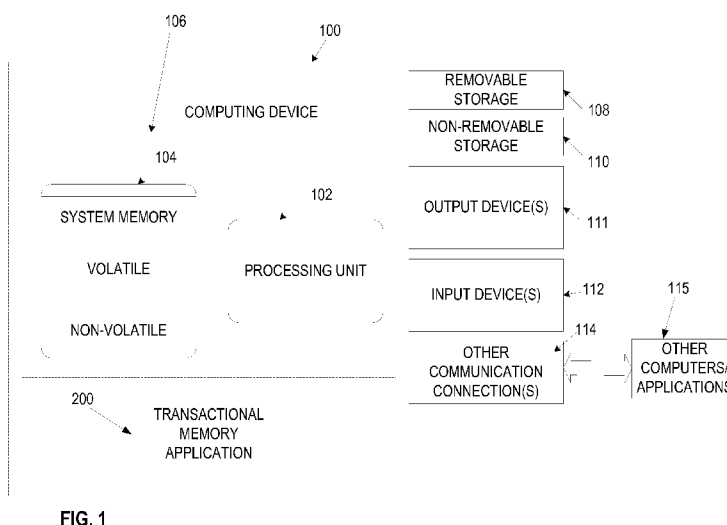 106
100
COMPUTING DEVICE
REMOVABLE
STORAGE
108
NON-REMOVABLE
STORAGE
110
104
SYSTEM MEMORY
VOLATILE
NON-VOLATILE
102
PROCESSING UNIT
OUTPUT DEVICE(S)
111
INPUT DEVICE(S)
112
114
OTHER
COMMUNICATION
CONNECTION(S)
115
OTHER
COMPUTERS/
APPLICATIONS
200
TRANSACTIONAL
MEMORY
APPLICATION
FIG. 1